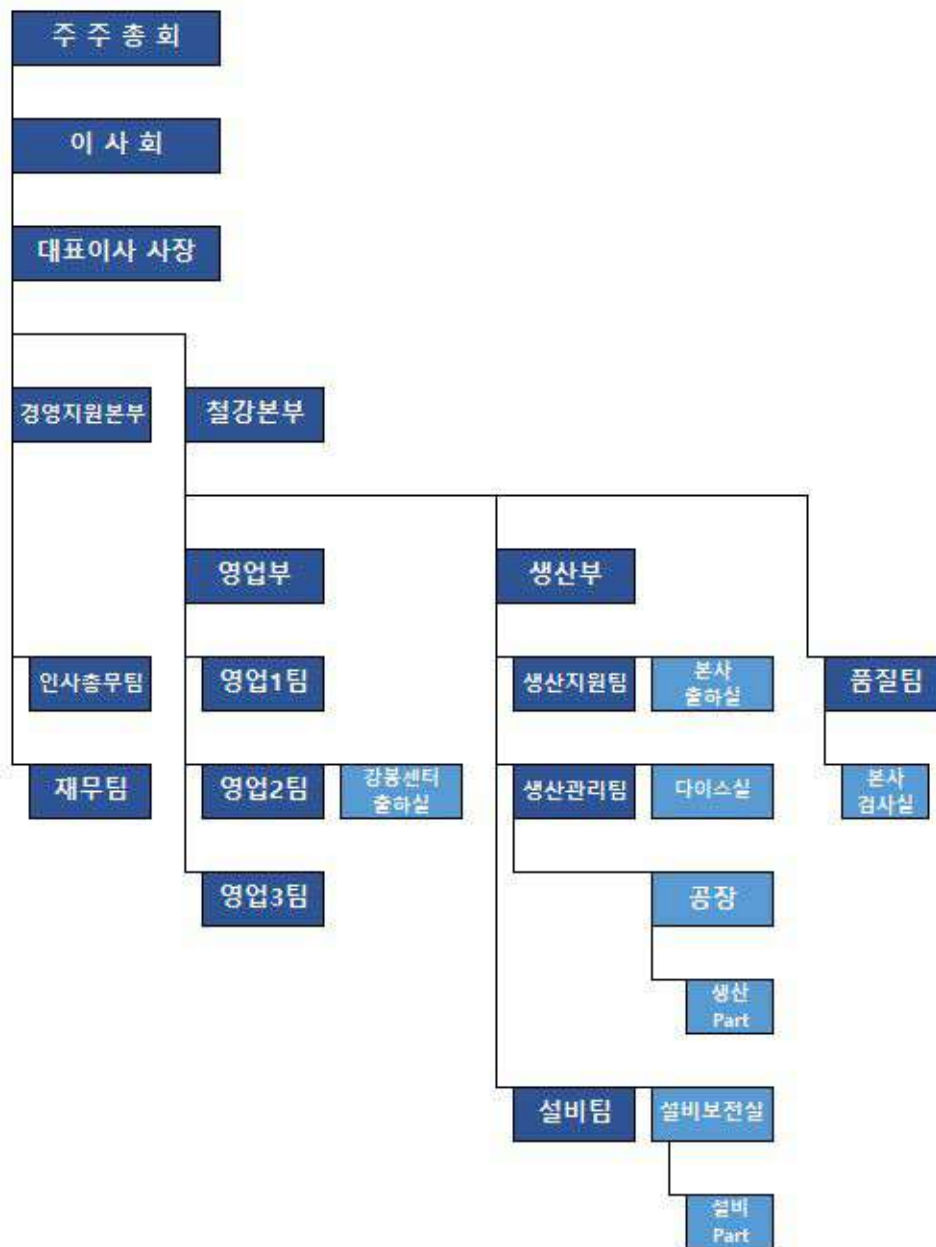 주 주 총 회
이 사 회
대표이사 사장
경영지원본부
철강본부
영업부
생산부
인사총무팀
영업1팀
생산지원팀
본사
출하실
품질팀
재무팀
영업2팀
강봉센터
출하실
생산관리팀
다이스실
본사
검사실
영업3팀
공장
생산
Part
설비팀
설비보전실
설비
Part